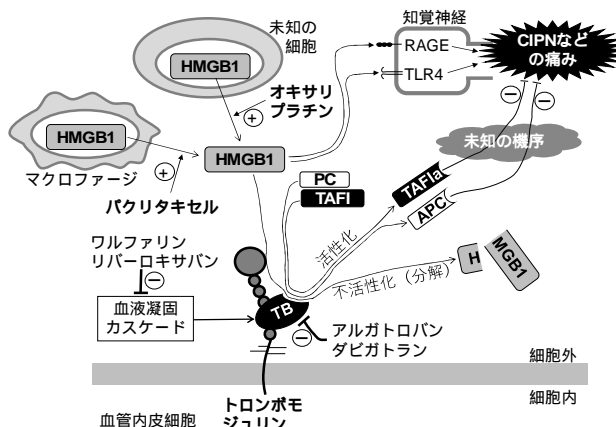 未知の
細胞
HMGB1
知覚神経
RAGE
TLR4
CIPNなど
の痛み
オキサリ
プラチン
+
HMGB1
マクロファージ
+
HMGB1
パクリタキセル
−
−
未知の機序
PC
TAFI
TAFIa
APC
活性化
不活性化（分解）
H
MGB1
ワルファリン
リバーロキサバン
−
血液凝固
カスケード
TB
−
アルガトロバン
ダビガトラン
細胞外
細胞内
トロンボモ
ジュリン
血管内皮細胞